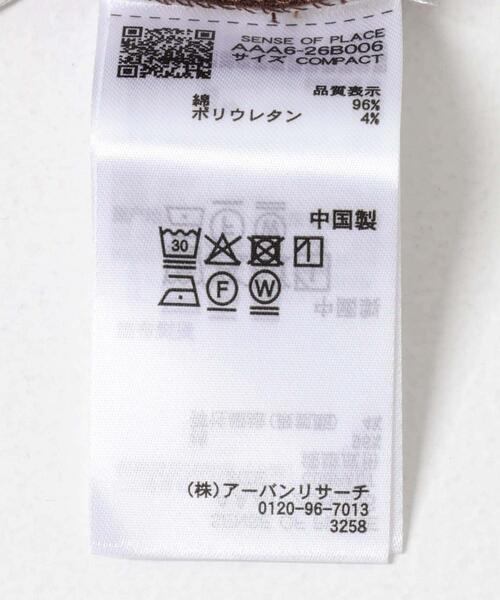 SENSE OF PLACE
AAA6-26B006
サイズ COMPACT
品質表示
綿 96%
ポリウレタン 4%
中国製
30
F W
(株)アーバンリサーチ
0120-96-7013
3258